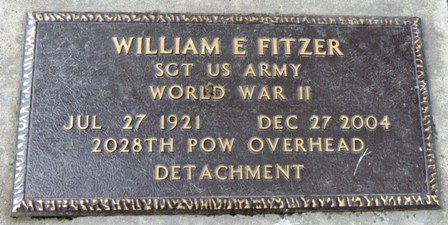 WILLIAM E FITZER
SGT US ARMY
WORLD WAR II
JUL 27 1921 DEC 27 2004
2028TH POW OVERHEAD
DETACHMENT